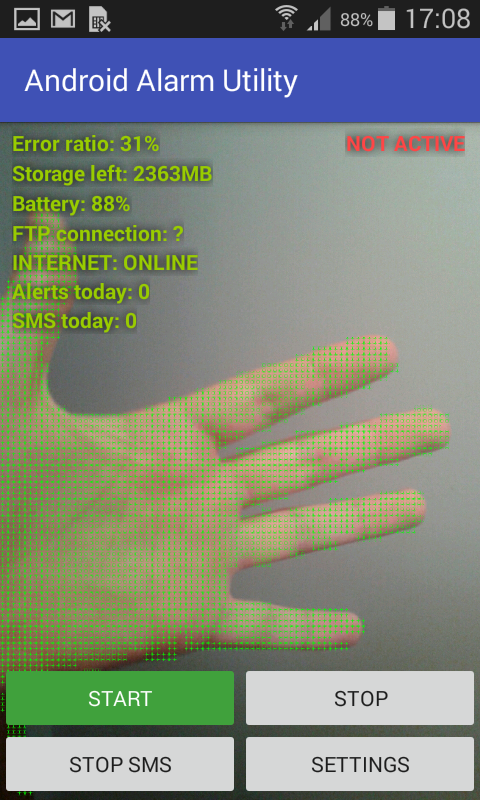 88% 17:08
Android Alarm Utility
Error ratio: 31%
NOT ACTIVE
Storage left: 2363MB
Battery: 88%
FTP connection: ?
INTERNET: ONLINE
Alerts today: 0
SMS today: 0
START
STOP
STOP SMS
SETTINGS